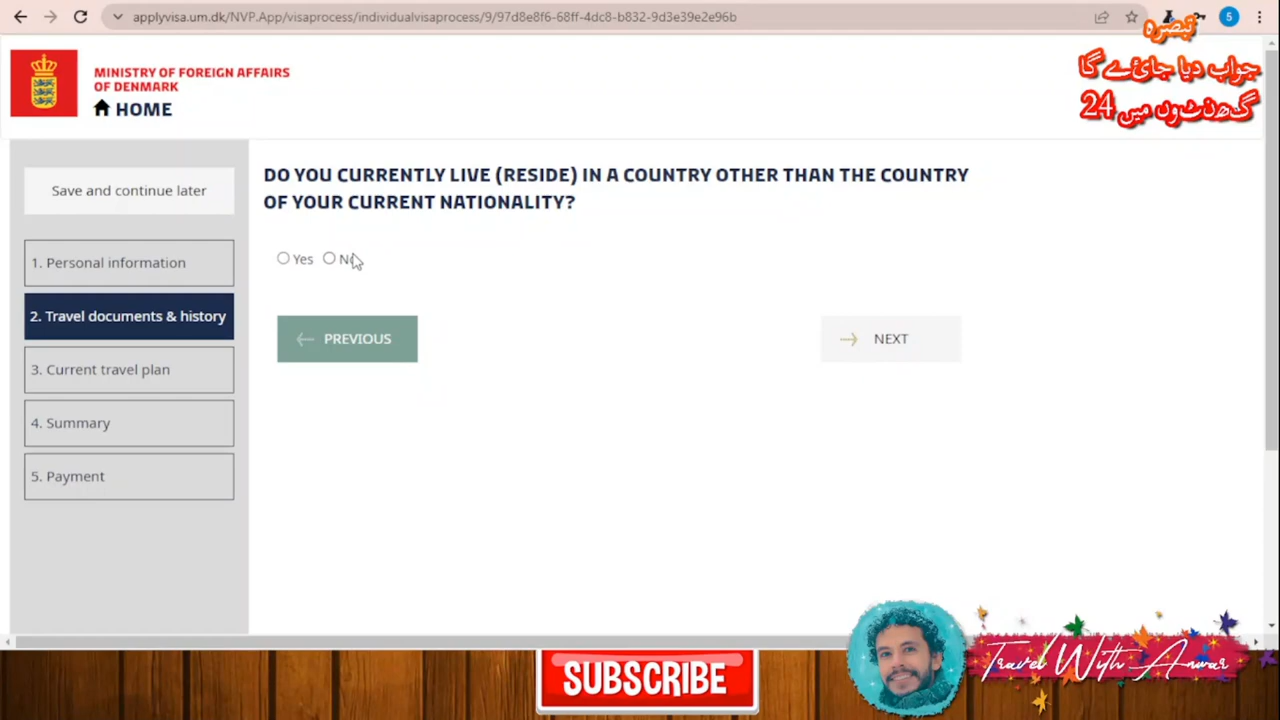 applyvisa.um.dk/NVP.App/visaprocess/individualvisaprocess/9/97d8e8f6-68ff-4dc8-b832-9d3e39e2e96b
5
تبصرہ
جواب دیا جائے گا
24 گھنٹوں میں
MINISTRY OF FOREIGN AFFAIRS
OF DENMARK
HOME
Save and continue later
1. Personal information
2. Travel documents & history
3. Current travel plan
4. Summary
5. Payment
DO YOU CURRENTLY LIVE (RESIDE) IN A COUNTRY OTHER THAN THE COUNTRY
OF YOUR CURRENT NATIONALITY?
Yes No
PREVIOUS
NEXT
SUBSCRIBE
Travel With Anwar